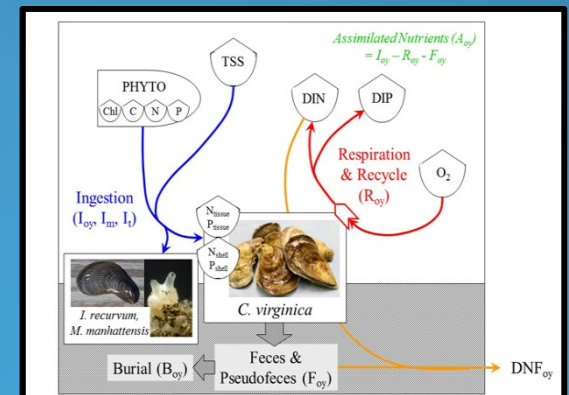 Assimilated Nutrients (Aoy)
= Ioy – Roy - Foy
TSS
PHYTO
Chl C N P
DIN
DIP
Respiration
& Recycle
(Roy)
O2
Ingestion
(Ioy, Im, It)
Ntissue
Ptissue
Nshell
Pshell
I. recurvum,
M. manhattensis
C. virginica
Feces &
Pseudofeces (Foy)
Burial (Boy)
DNFoy